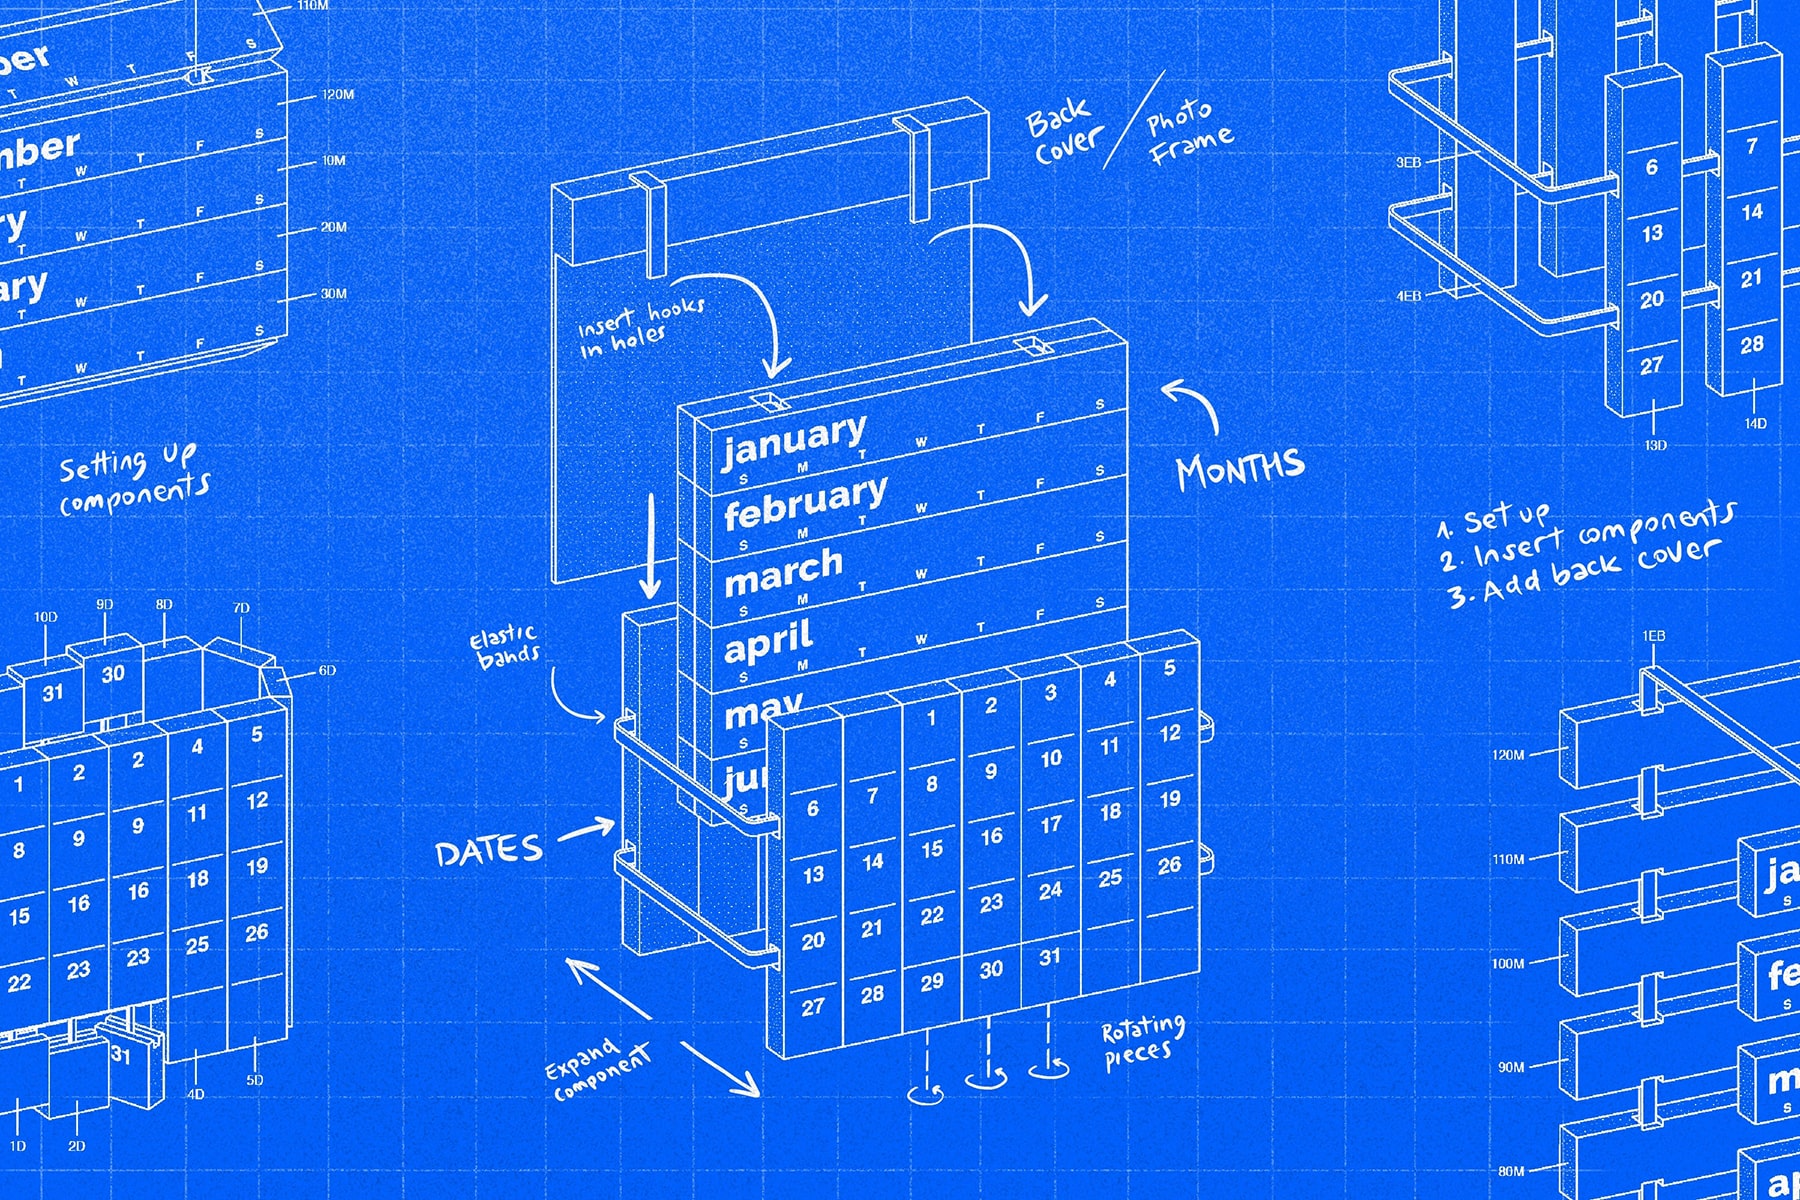 110M
ber
T W T F S
120M
mber
T W T F S
10M
ry
T W T F S
20M
ary
T W T F S
30M
T W T F S
Setting up
components
10D 9D 8D 7D
6D
31 30
1 2 2 4 5
8 9 9 11 12
15 16 16 18 19
22 23 23 25 26
31
1D 2D 4D 5D
Back
cover / Photo
Frame
Insert hooks
in holes
MONTHS
january
S M T W T F S
february
S M T W T F S
march
S M T W T F S
april
S M T W T F S
may
S
jun
S
Elastic
bands
DATES
1 2 3 4 5
6 7 8 9 10 11 12
13 14 15 16 17 18 19
20 21 22 23 24 25 26
27 28 29 30 31
Expand
component
Rotating
pieces
3EB
4EB
6 13 20 27
7 14 21 28
13D
14D
1. Set up
2. Insert components
3. Add back cover
1EB
120M
110M
100M
90M
80M
ja
S
fe
S
m
S
ap